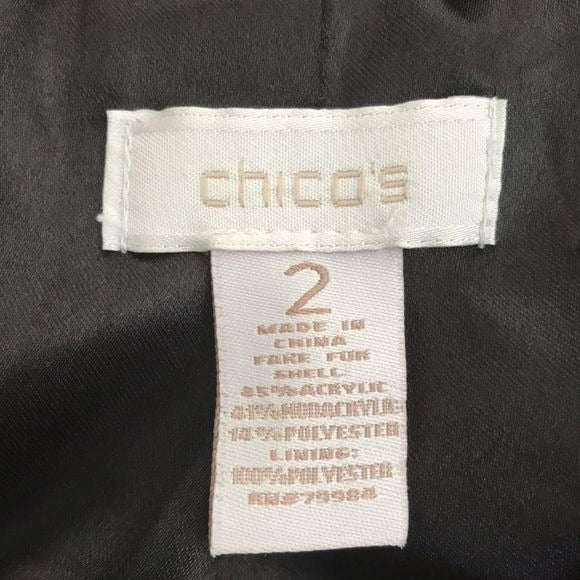 chico's
2
MADE IN
CHINA
FAKE FUR
SHELL
45%ACRYLIC
41%MODACRYLIC
14%POLYESTER
LINING:
100%POLYESTER
RN#79984